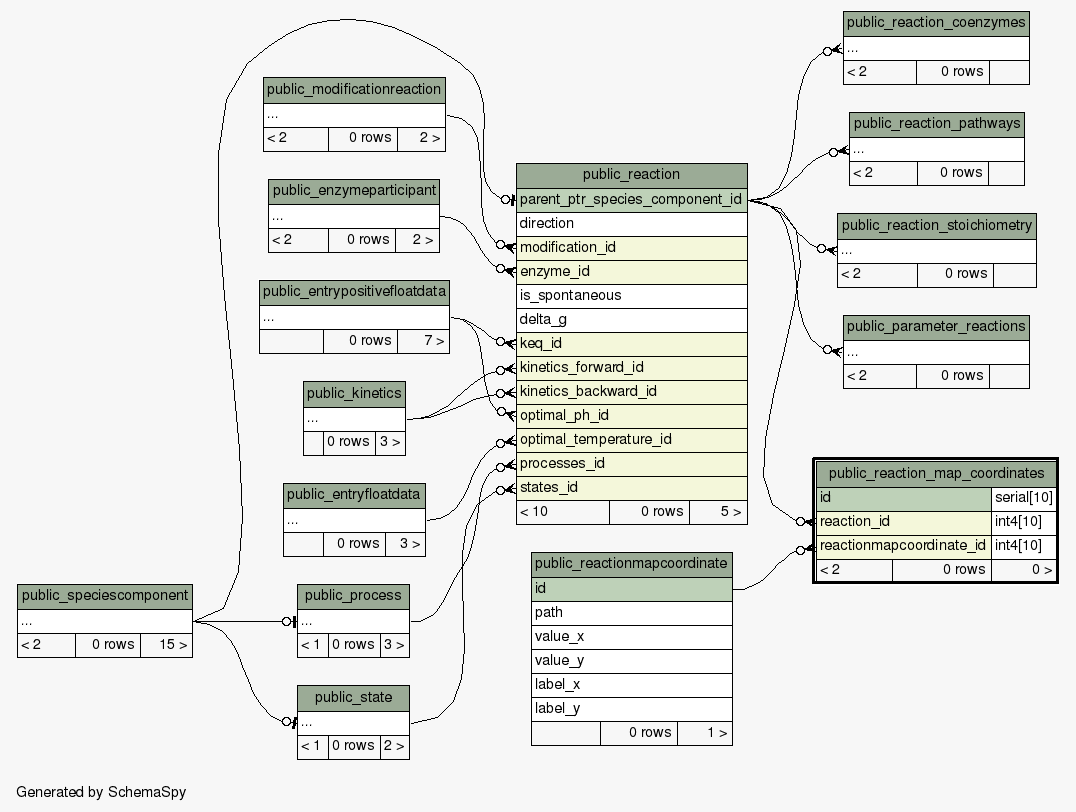 public_reaction_coenzymes
...
< 2 0 rows
public_modificationreaction
...
< 2 0 rows 2 >
public_reaction_pathways
...
< 2 0 rows
public_enzymeparticipant
...
< 2 0 rows 2 >
public_reaction
parent_ptr_species_component_id
direction
modification_id
enzyme_id
is_spontaneous
delta_g
keq_id
kinetics_forward_id
kinetics_backward_id
optimal_ph_id
optimal_temperature_id
processes_id
states_id
< 10 0 rows 5 >
public_reaction_stoichiometry
...
< 2 0 rows
public_entrypositivefloatdata
...
0 rows 7 >
public_parameter_reactions
...
< 2 0 rows
public_kinetics
...
0 rows 3 >
public_reaction_map_coordinates
id serial[10]
reaction_id int4[10]
reactionmapcoordinate_id int4[10]
< 2 0 rows 0 >
public_entryfloatdata
...
0 rows 3 >
public_reactionmapcoordinate
id
path
value_x
value_y
label_x
label_y
0 rows 1 >
public_speciescomponent
...
< 2 0 rows 15 >
public_process
...
< 1 0 rows 3 >
public_state
...
< 1 0 rows 2 >
Generated by SchemaSpy